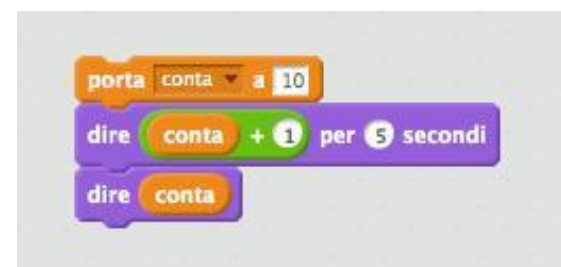 porta conta a 10
dire conta + 1 per 5 secondi
dire conta